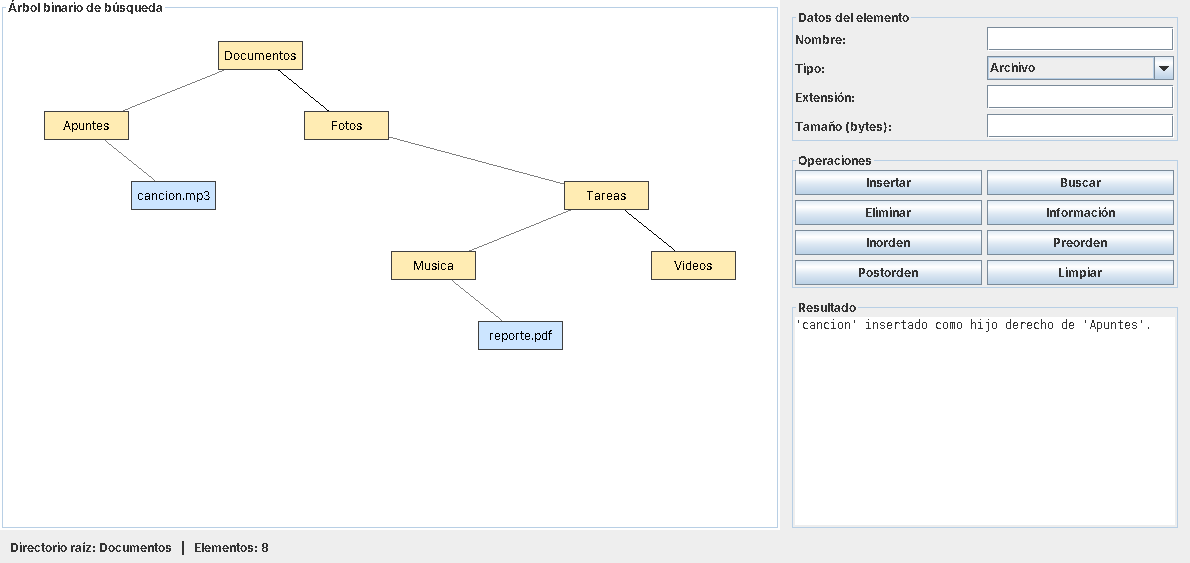 Árbol binario de búsqueda
Documentos
Apuntes
Fotos
cancion.mp3
Tareas
Musica
Videos
reporte.pdf
Datos del elemento
Nombre:
Tipo: Archivo
Extensión:
Tamaño (bytes):
Operaciones
Insertar Buscar
Eliminar Información
Inorden Preorden
Postorden Limpiar
Resultado
'cancion' insertado como hijo derecho de 'Apuntes'.
Directorio raíz: Documentos | Elementos: 8